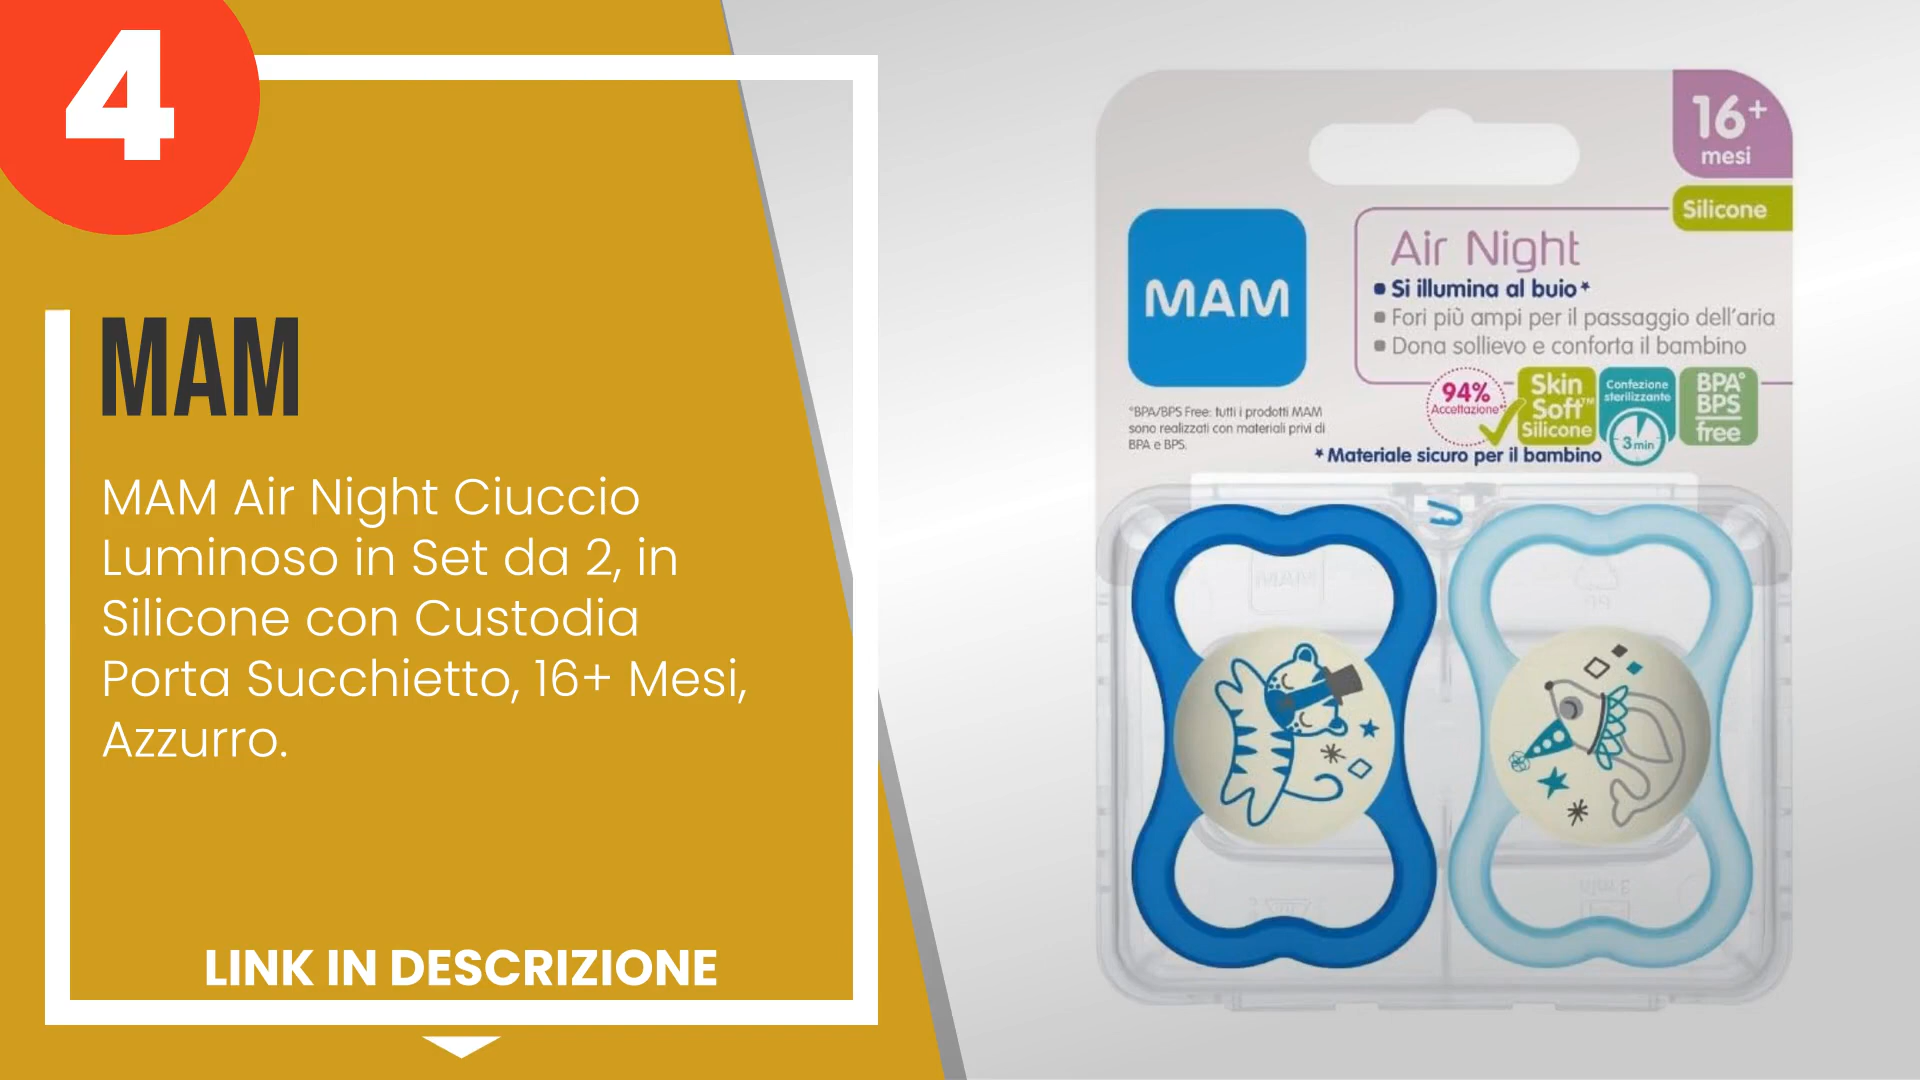 4
MAM
MAM Air Night Ciuccio
Luminoso in Set da 2, in
Silicone con Custodia
Porta Succhietto, 16+ Mesi,
Azzurro.
LINK IN DESCRIZIONE
16+
mesi
Silicone
MAM
Air Night
• Si illumina al buio*
• Fori più ampi per il passaggio dell'aria
• Dona sollievo e conforta il bambino
94%
Accettazione*
Skin
Soft™
Silicone
Confezione
sterilizzante
3 min
BPA°
BPS
free
°BPA/BPS Free: tutti i prodotti MAM
sono realizzati con materiali privi di
BPA e BPS.
*Materiale sicuro per il bambino